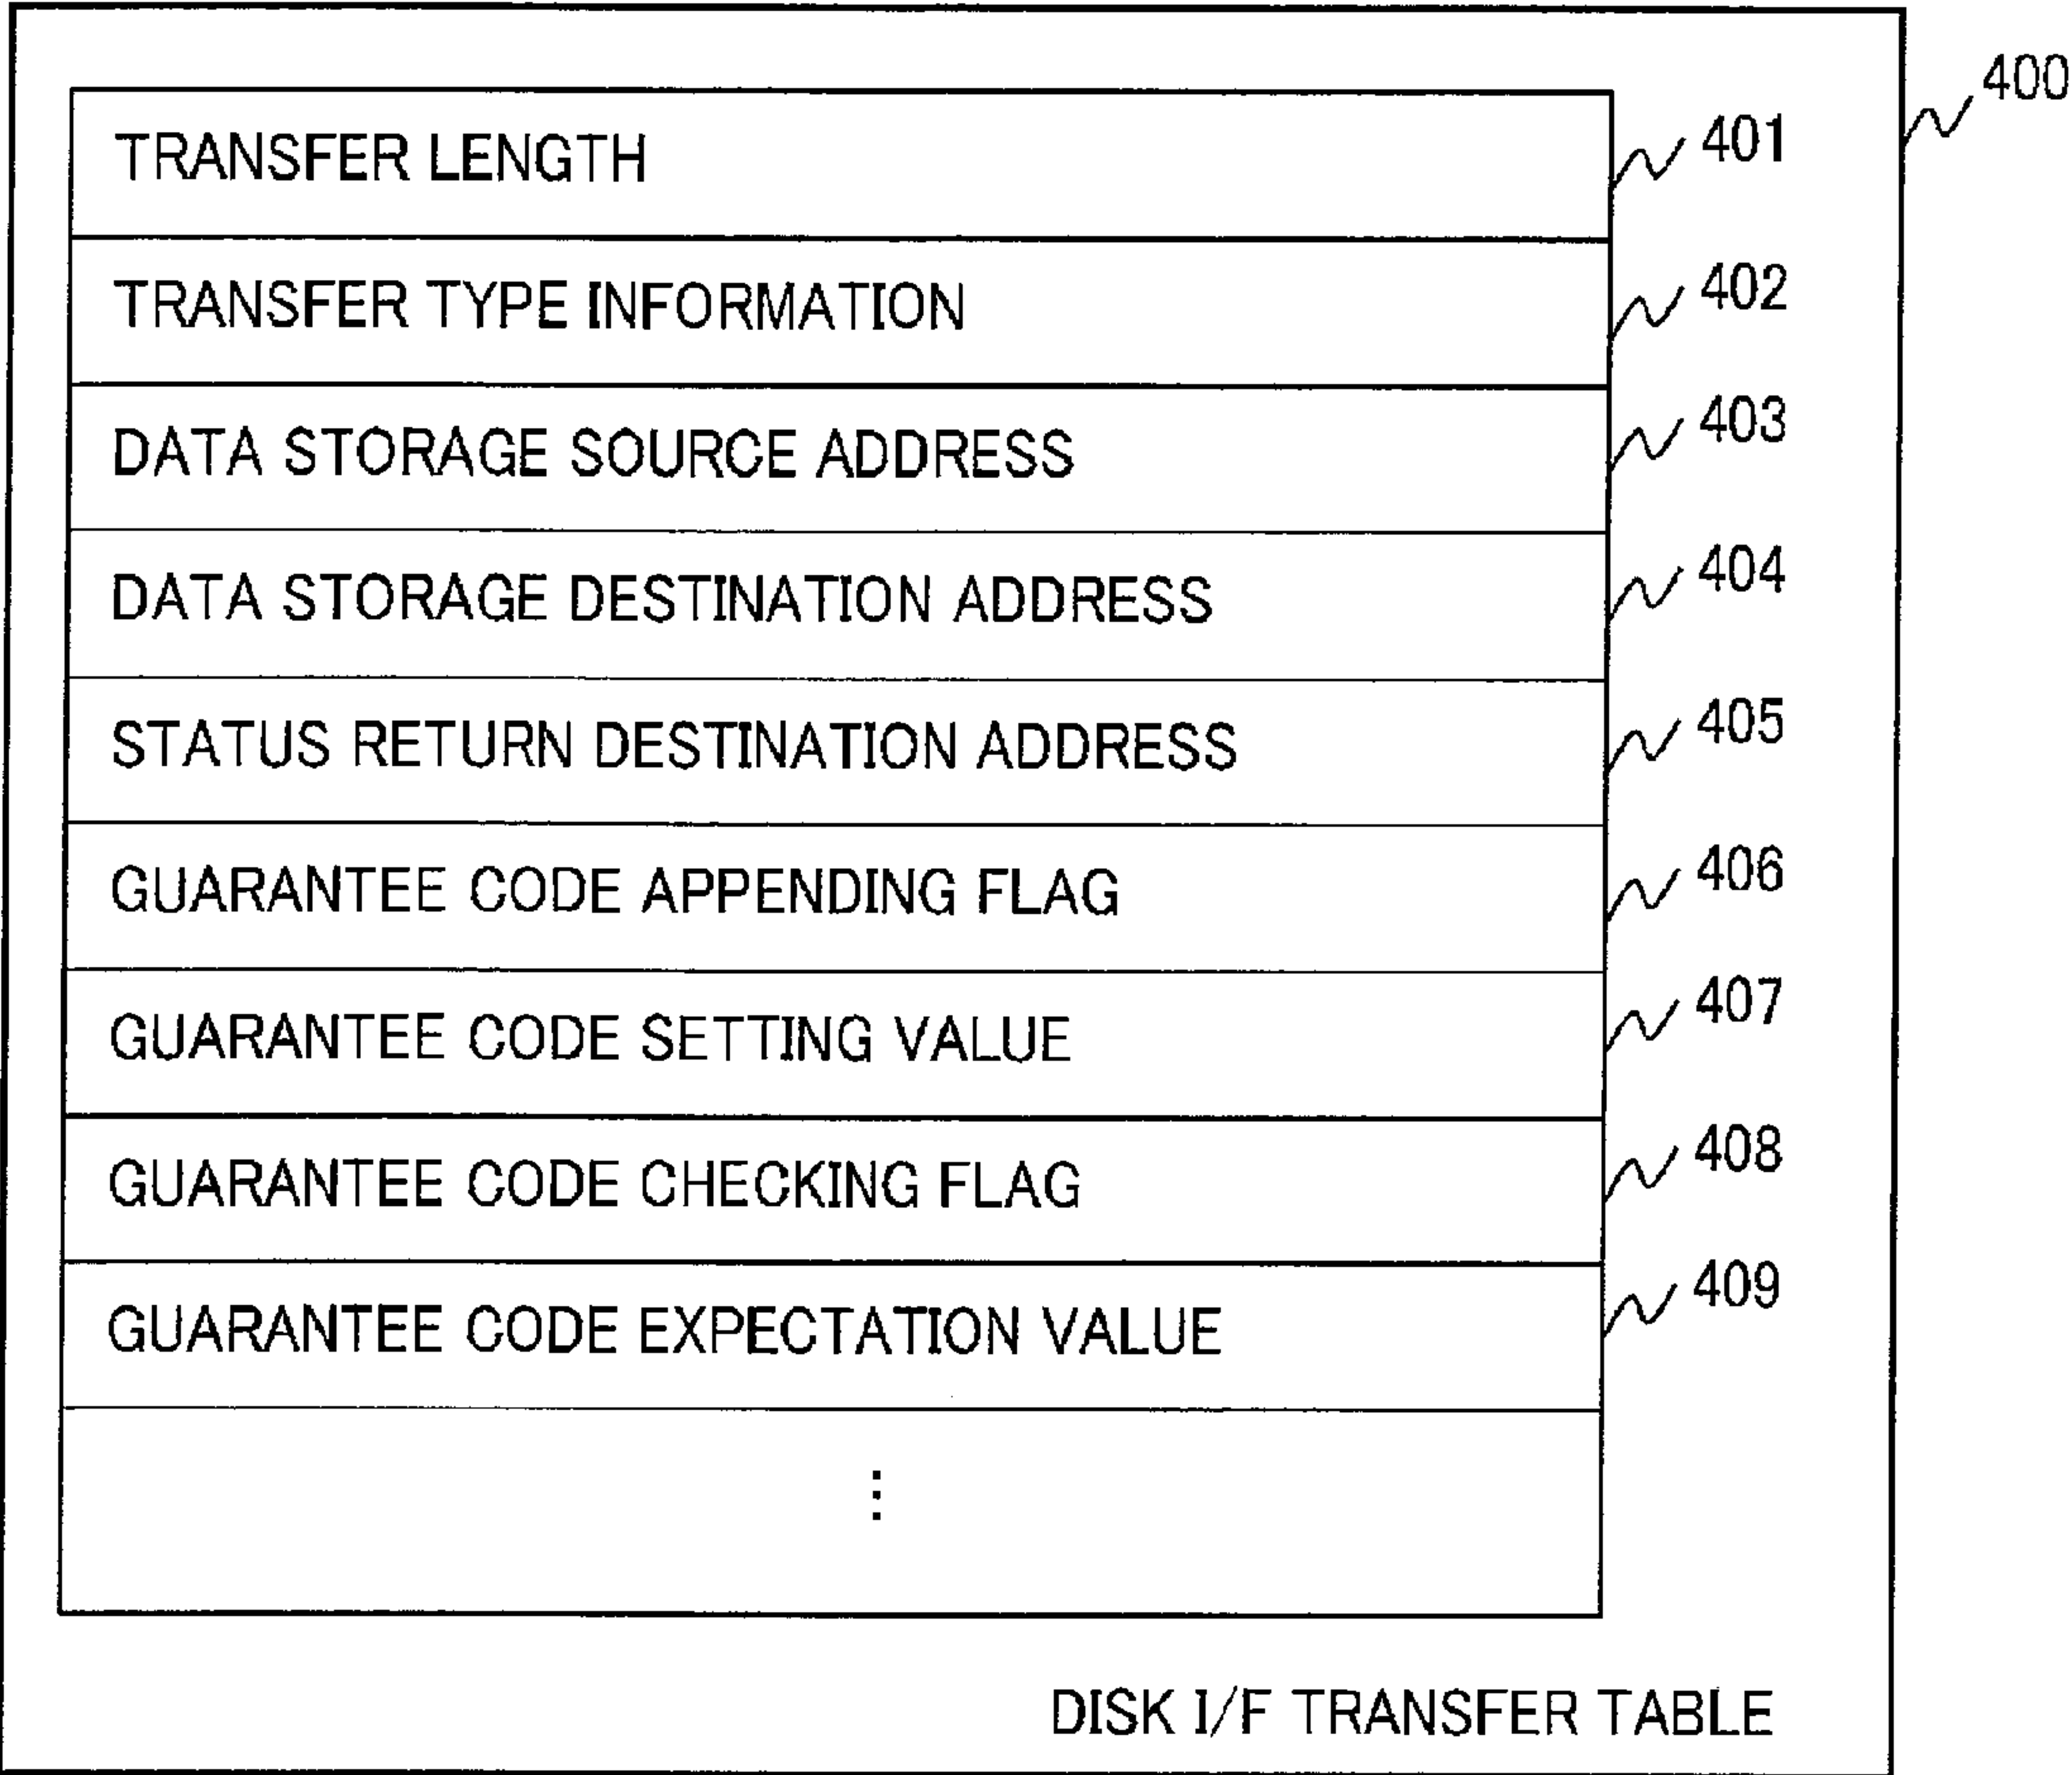 400
TRANSFER LENGTH 401
TRANSFER TYPE INFORMATION 402
DATA STORAGE SOURCE ADDRESS 403
DATA STORAGE DESTINATION ADDRESS 404
STATUS RETURN DESTINATION ADDRESS 405
GUARANTEE CODE APPENDING FLAG 406
GUARANTEE CODE SETTING VALUE 407
GUARANTEE CODE CHECKING FLAG 408
GUARANTEE CODE EXPECTATION VALUE 409
⋮
DISK I/F TRANSFER TABLE